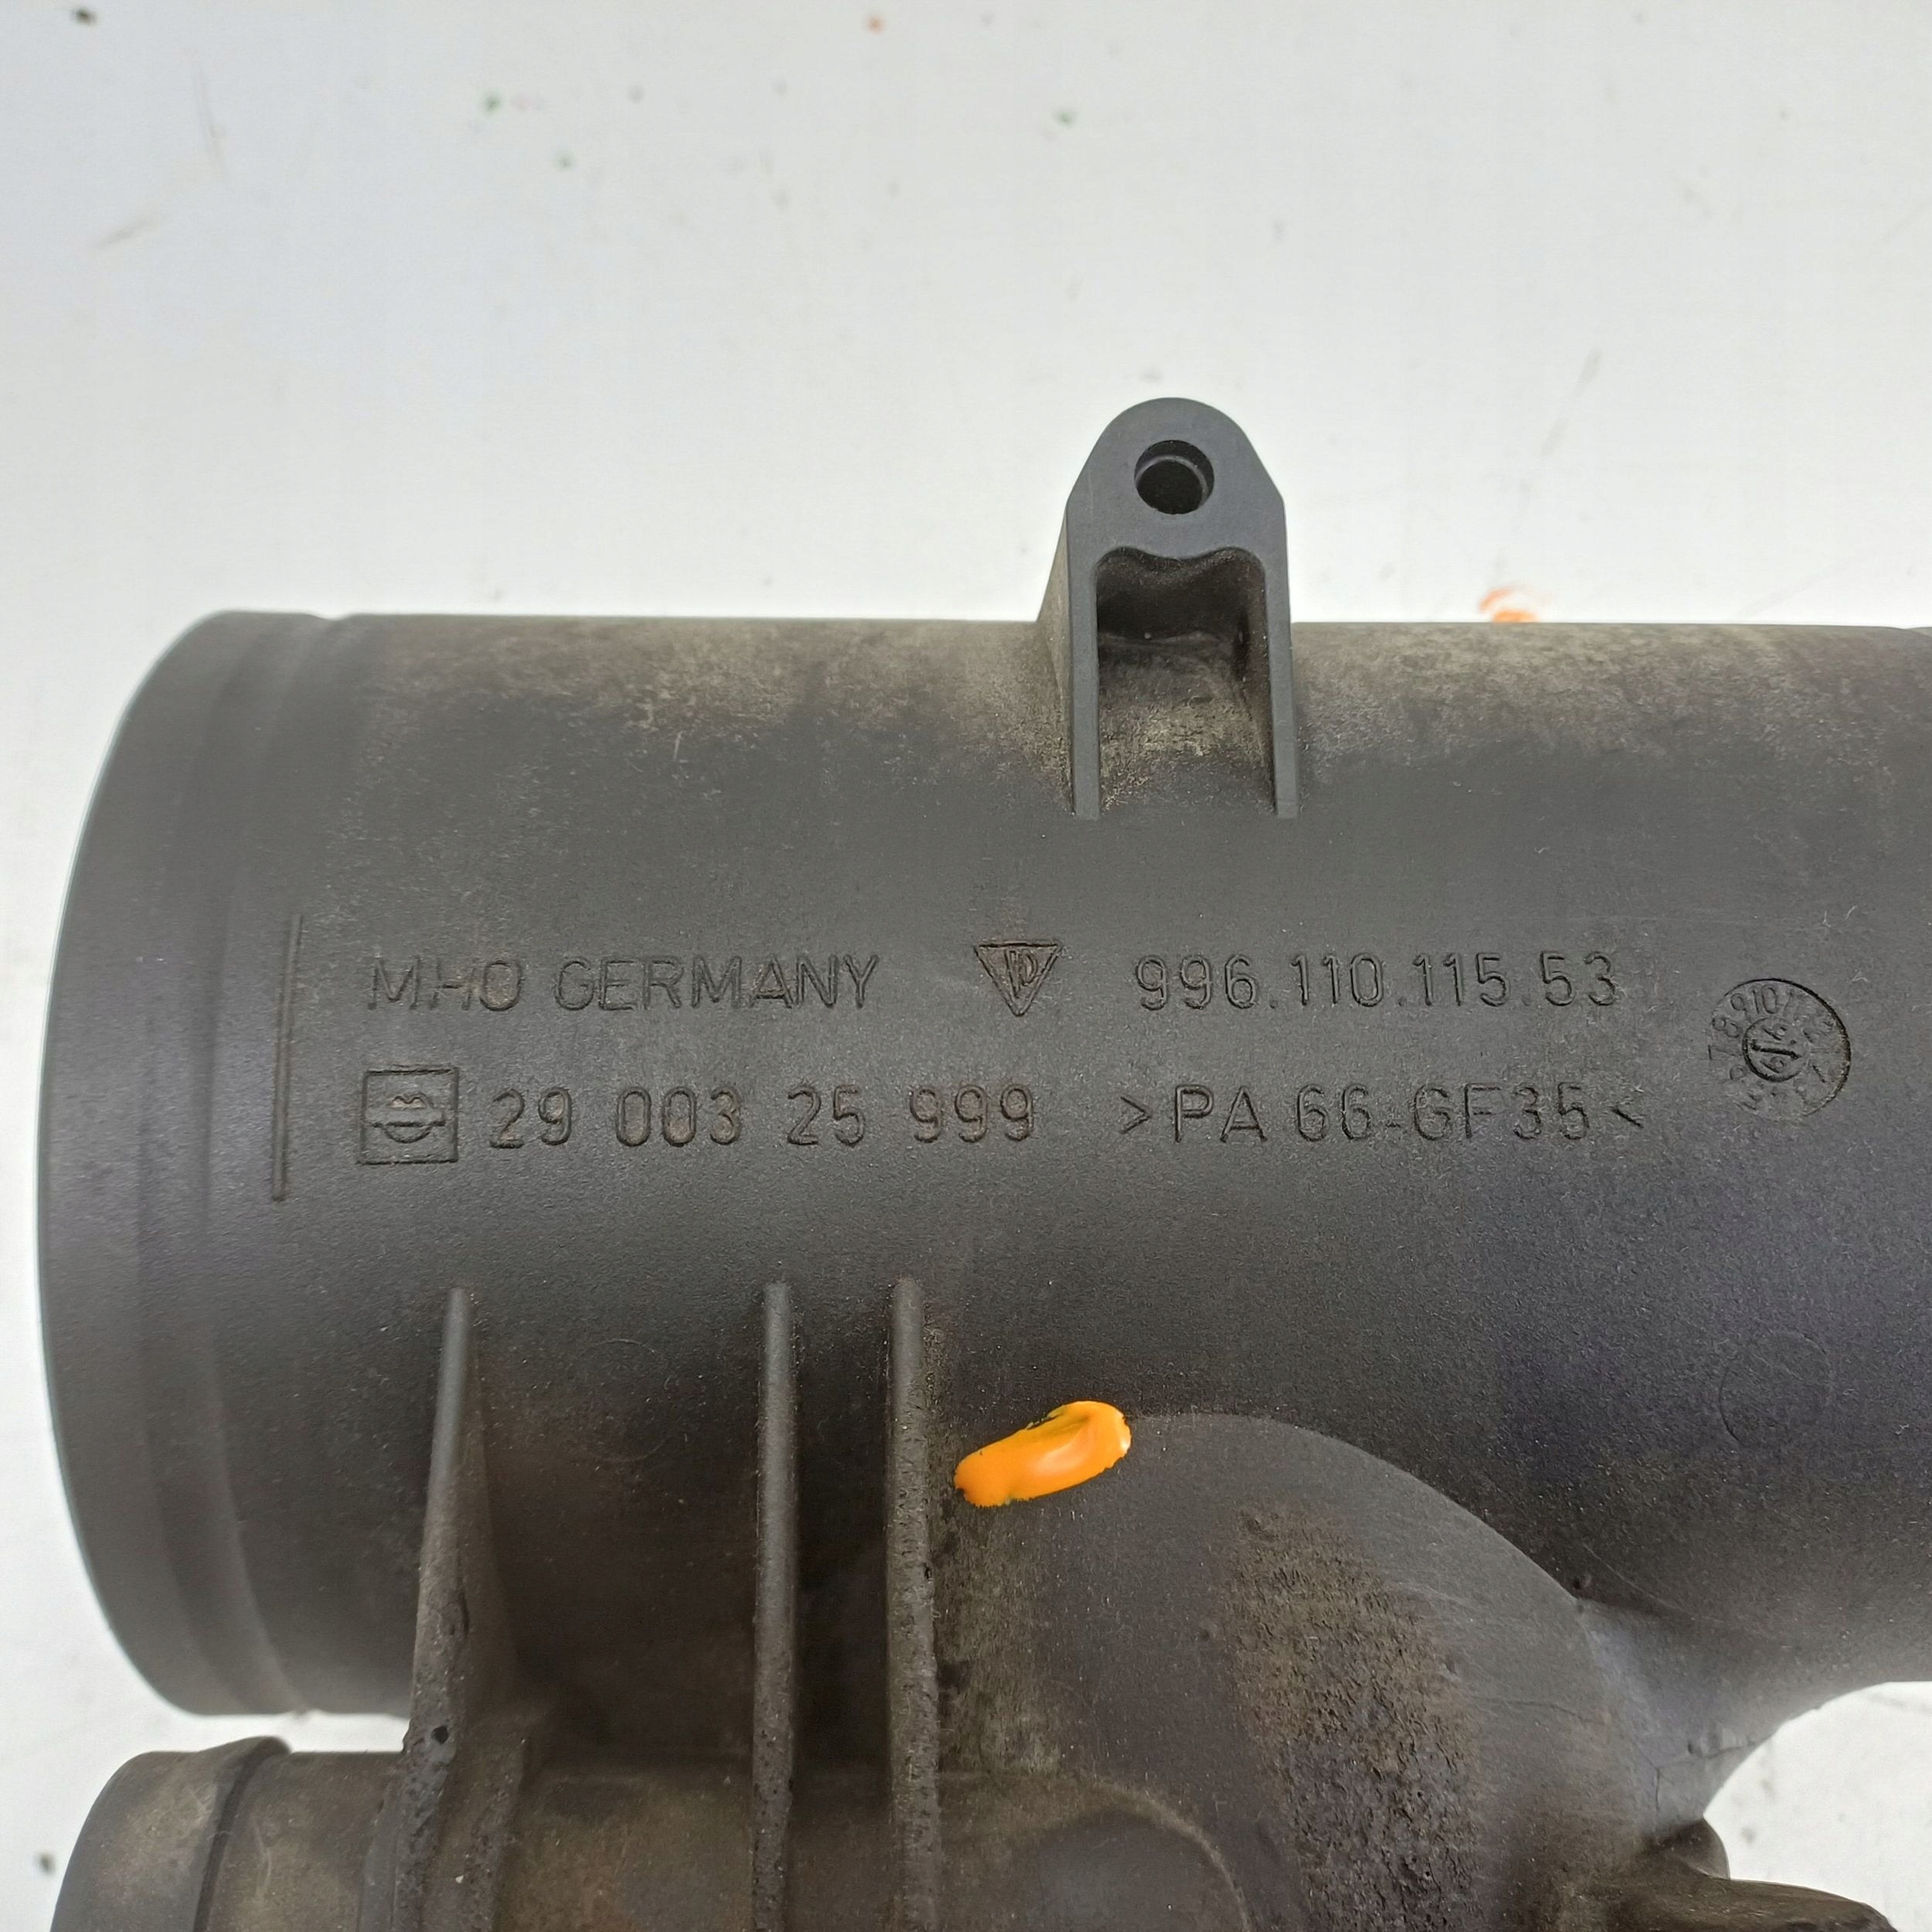 MHO GERMANY 996.110.115.53
29 003 25 999 >PA 66-GF35<